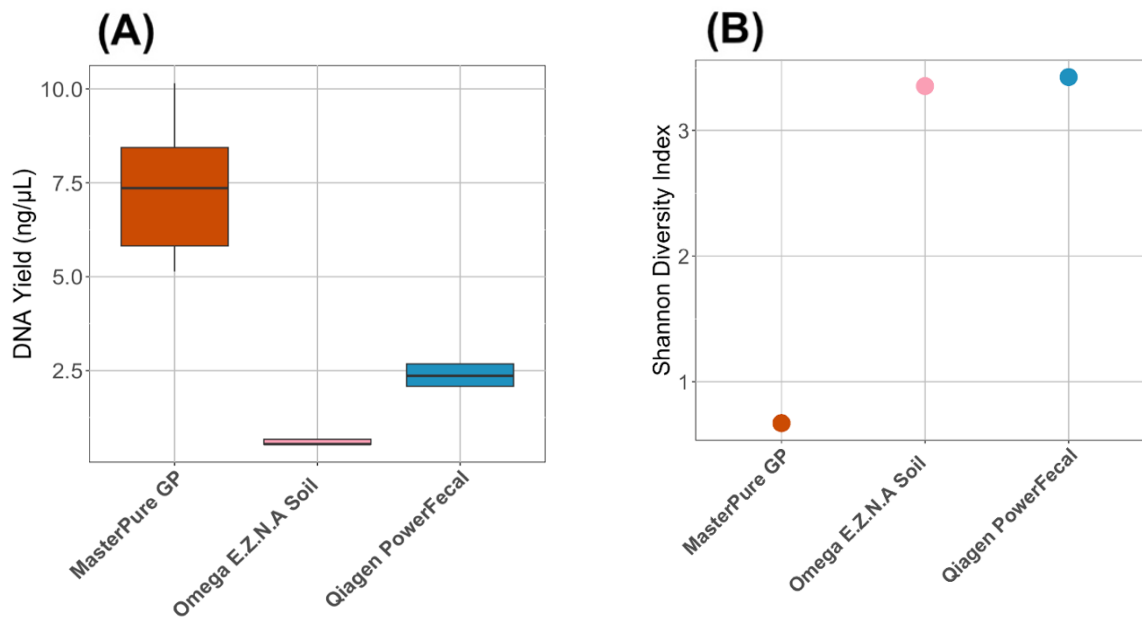 (A)
DNA Yield (ng/µL)
10.0
7.5
5.0
2.5
MasterPure GP
Omega E.Z.N.A Soil
Qiagen PowerFecal
(B)
Shannon Diversity Index
3
2
1
MasterPure GP
Omega E.Z.N.A Soil
Qiagen PowerFecal